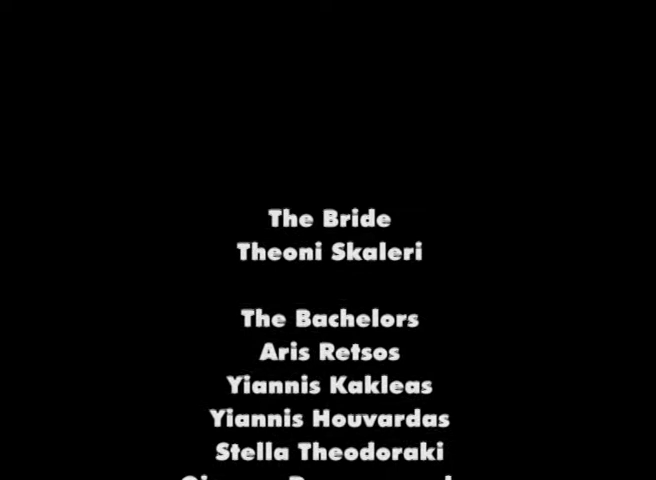 The Bride
Theoni Skaleri
The Bachelors
Aris Retsos
Yiannis Kakleas
Yiannis Houvardas
Stella Theodoraki